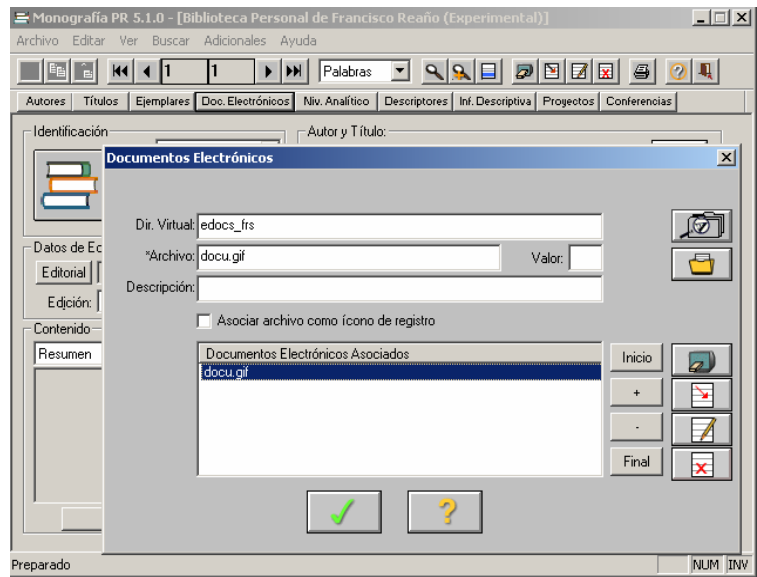 Monografía PR 5.1.0 - [Biblioteca Personal de Francisco Reaño (Experimental)]
Archivo Editar Ver Buscar Adicionales Ayuda
1 1 Palabras
Autores Títulos Ejemplares Doc. Electrónicos Niv. Analítico Descriptores Inf. Descriptiva Proyectos Conferencias
Identificación Autor y Título:
Documentos Electrónicos
Dir. Virtual: edocs_frs
Datos de Ec
*Archivo: docu.gif Valor:
Editorial
Descripción:
Edición:
Asociar archivo como ícono de registro
Contenido
Resumen
Documentos Electrónicos Asociados
Inicio
docu.gif
+
-
Final
Preparado NUM INV